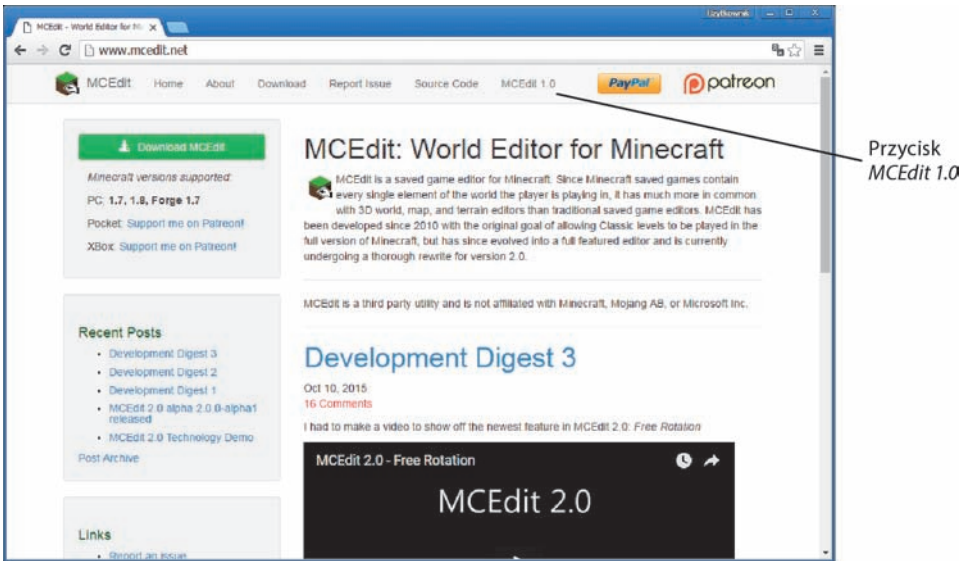 Użytkownik
MCEdit - World Editor for Mi
www.mcedit.net
MCEdit Home About Download Report Issue Source Code MCEdit 1.0 PayPal patreon
Przycisk
MCEdit 1.0
Download MCEdit
Minecraft versions supported:
PC: 1.7, 1.8, Forge 1.7
Pocket: Support me on Patreon!
XBox: Support me on Patreon!
Recent Posts
• Development Digest 3
• Development Digest 2
• Development Digest 1
• MCEdit 2.0 alpha 2.0.0-alpha1
released
• MCEdit 2.0 Technology Demo
Post Archive
Links
• Report an Issue
MCEdit: World Editor for Minecraft
MCEdit is a saved game editor for Minecraft. Since Minecraft saved games contain
every single element of the world the player is playing in, it has much more in common
with 3D world, map, and terrain editors than traditional saved game editors. MCEdit has
been developed since 2010 with the original goal of allowing Classic levels to be played in the
full version of Minecraft, but has since evolved into a full featured editor and is currently
undergoing a thorough rewrite for version 2.0.
MCEdit is a third party utility and is not affiliated with Minecraft, Mojang AB, or Microsoft Inc.
Development Digest 3
Oct 10, 2015
16 Comments
I had to make a video to show off the newest feature in MCEdit 2.0: Free Rotation
MCEdit 2.0 - Free Rotation
MCEdit 2.0